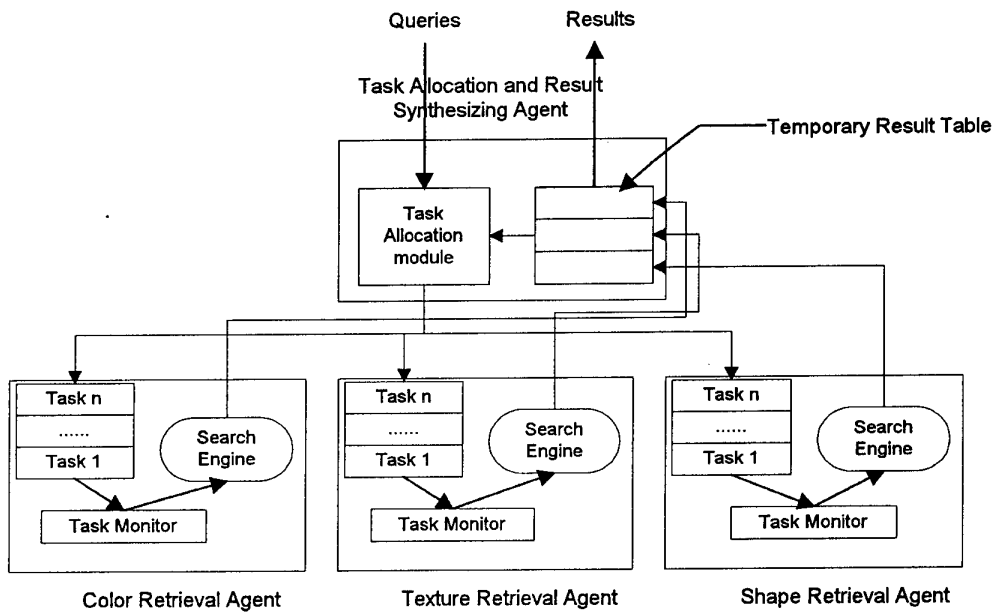 Queries
Results
Task Allocation and Result
Synthesizing Agent
Temporary Result Table
Task
Allocation
module
Task n
......
Task 1
Search
Engine
Task Monitor
Color Retrieval Agent
Task n
......
Task 1
Search
Engine
Task Monitor
Texture Retrieval Agent
Task n
......
Task 1
Search
Engine
Task Monitor
Shape Retrieval Agent